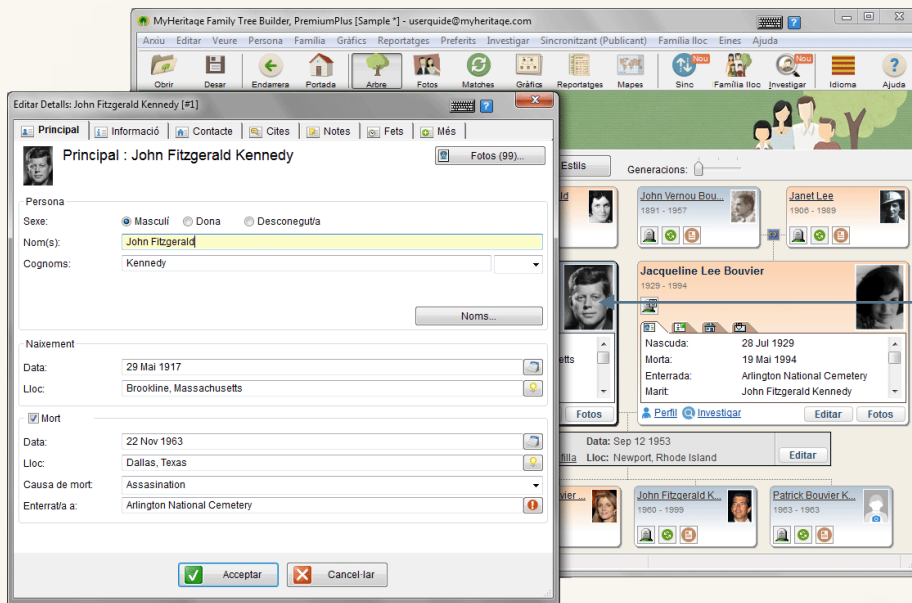 MyHeritage Family Tree Builder, PremiumPlus [Sample *] - userquide@myheritage.com
Arxiu Editar Veure Persona Família Gràfics Reportatges Preferits Investigar Sincronitzant (Publicant) Família lloc Eines Ajuda
Obrir Desar Endarrera Portada Arbre Fotos Matches Gràfics Reportatges Mapes Sinc Nou Família lloc Investigar Nou Idioma Ajuda
Editar Detalls: John Fitzgerald Kennedy [#1]
Principal Informació Contacte Cites Notes Fets Més
Principal : John Fitzgerald Kennedy
Fotos (99)...
Persona
Sexe: Masculí Dona Desconegut/a
Nom(s): John Fitzgerald
Cognoms: Kennedy
Noms...
Naixement
Data: 29 Mai 1917
Lloc: Brookline, Massachusetts
Mort
Data: 22 Nov 1963
Lloc: Dallas, Texas
Causa de mort: Assasination
Enterrat/a a: Arlington National Cemetery
Acceptar Cancel·lar
Estils Generacions:
ld
John Vernou Bou...
1891 - 1957
Janet Lee
1906 - 1989
Jacqueline Lee Bouvier
1929 - 1994
Nascuda: 28 Jul 1929
Morta: 19 Mai 1994
Enterrada: Arlington National Cemetery
Marit: John Fitzgerald Kennedy
etts
Fotos
Perfil Investigar Editar Fotos
Data: Sep 12 1953
filla Lloc: Newport, Rhode Island
Editar
vier ...
John Fitzgerald K...
1960 - 1999
Patrick Bouvier K...
1963 - 1963